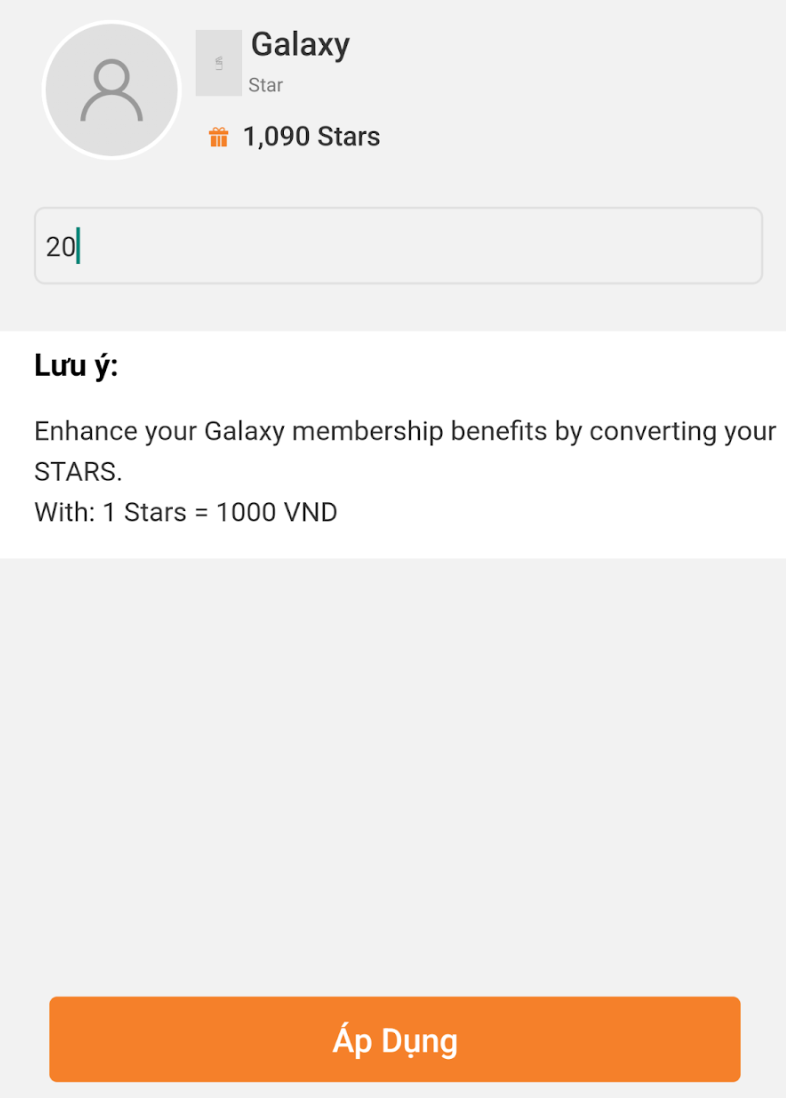 Galaxy
Star
1,090 Stars
20
Lưu ý:
Enhance your Galaxy membership benefits by converting your
STARS.
With: 1 Stars = 1000 VND
Áp Dụng